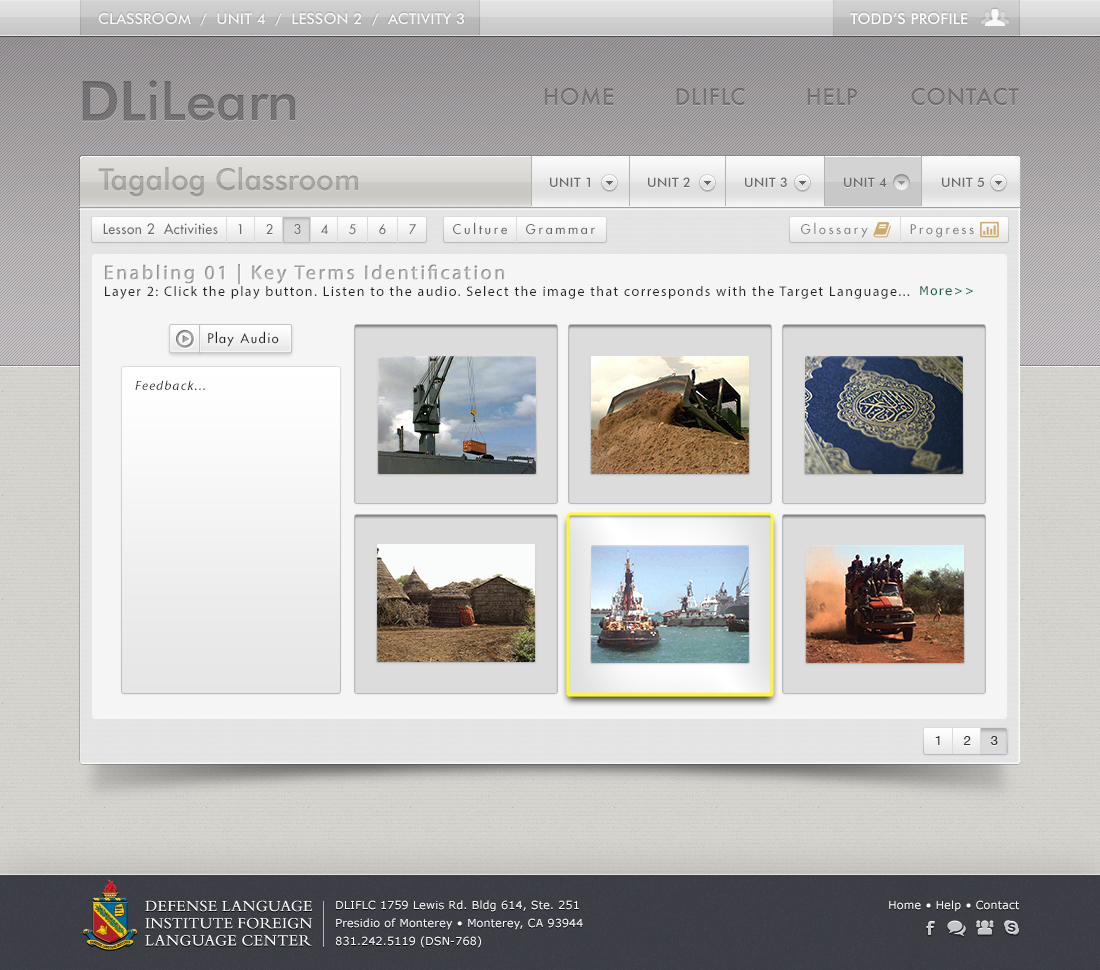 CLASSROOM / UNIT 4 / LESSON 2 / ACTIVITY 3
TODD'S PROFILE
DLiLearn
HOME DLIFLC HELP CONTACT
Tagalog Classroom
UNIT 1 UNIT 2 UNIT 3 UNIT 4 UNIT 5
Lesson 2 Activities 1 2 3 4 5 6 7 Culture Grammar Glossary Progress
Enabling 01 | Key Terms Identification
Layer 2: Click the play button. Listen to the audio. Select the image that corresponds with the Target Language... More>>
Play Audio
Feedback...
1 2 3
DEFENSE LANGUAGE
INSTITUTE FOREIGN
LANGUAGE CENTER
DLIFLC 1759 Lewis Rd. Bldg 614, Ste. 251
Presidio of Monterey • Monterey, CA 93944
831.242.5119 (DSN-768)
Home • Help • Contact